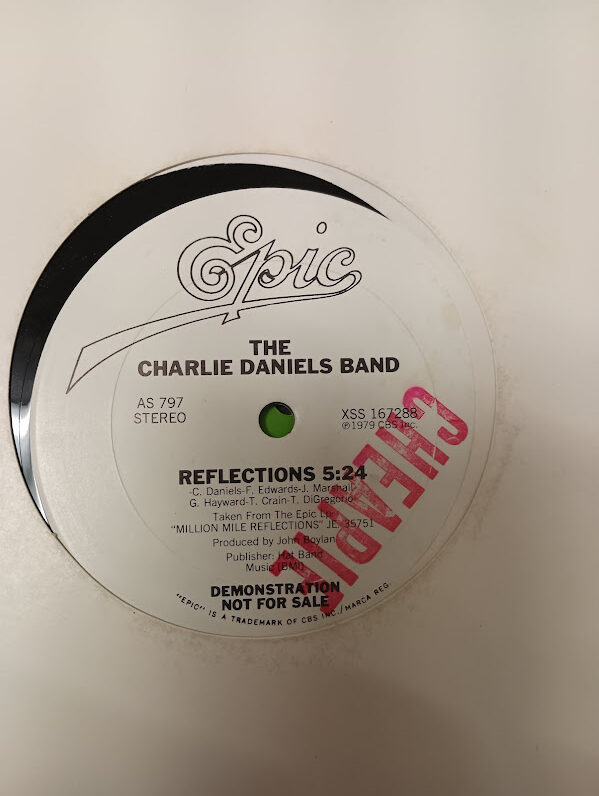 Epic
THE
CHARLIE DANIELS BAND
AS 797
STEREO
XSS 167288
℗1979 CBS Inc.
REFLECTIONS 5:24
-C. Daniels-F. Edwards-J. Marshall-
G. Hayward-T. Crain-T. DiGregorio-
Taken From The Epic Lp:
"MILLION MILE REFLECTIONS" JE. 35751
Produced by John Boylan
Publisher: Hat Band
Music (BMI)
DEMONSTRATION
NOT FOR SALE
"EPIC" IS A TRADEMARK OF CBS INC./MARCA REG.
CHEAPIE